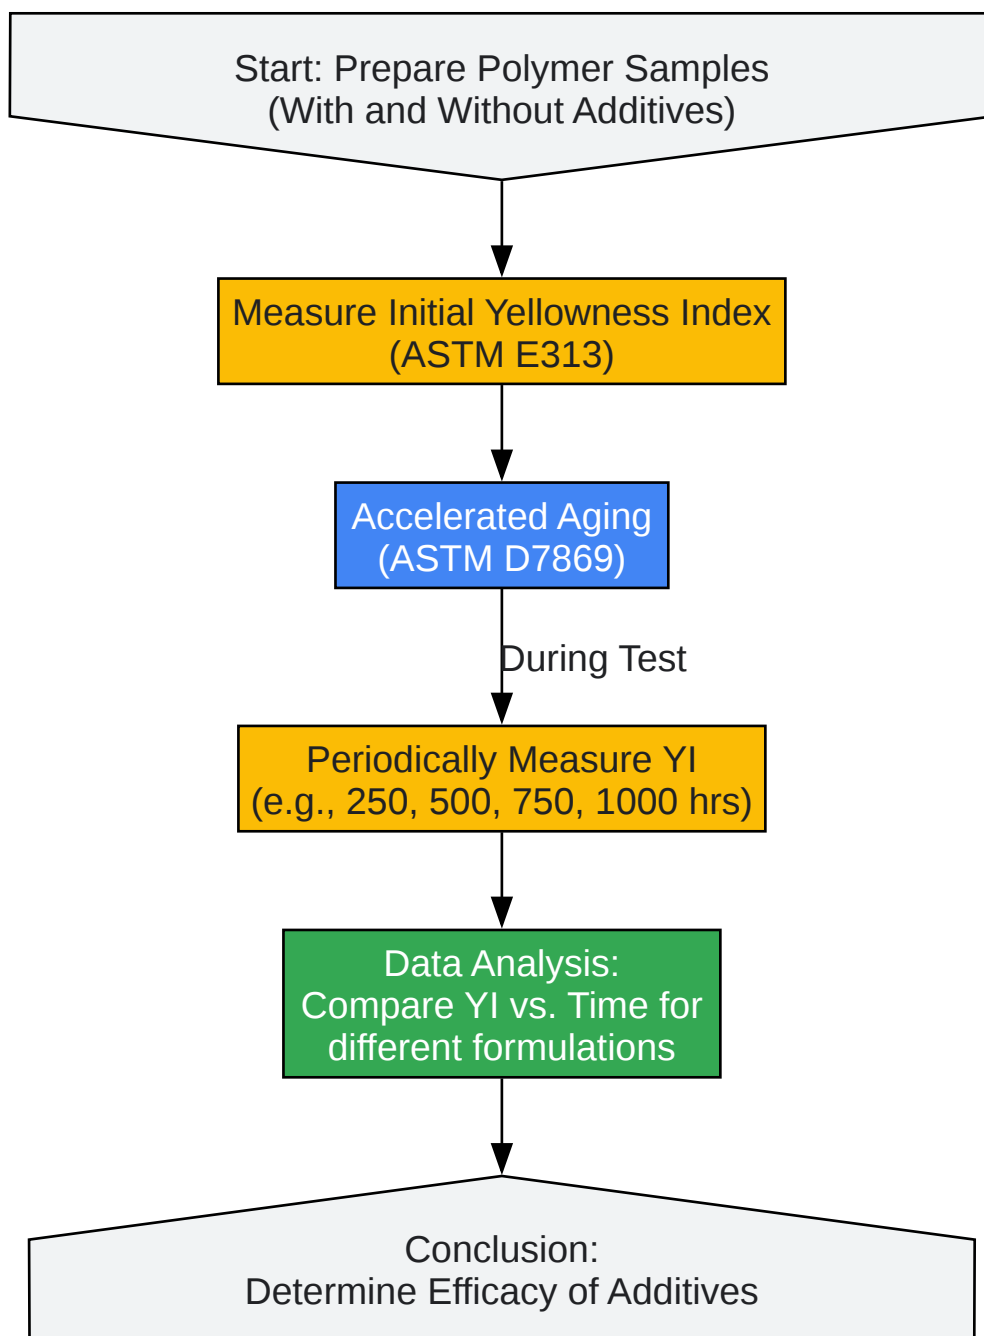 Start: Prepare Polymer Samples
(With and Without Additives)
Measure Initial Yellowness Index
(ASTM E313)
Accelerated Aging
(ASTM D7869)
During Test
Periodically Measure YI
(e.g., 250, 500, 750, 1000 hrs)
Data Analysis:
Compare YI vs. Time for
different formulations
Conclusion:
Determine Efficacy of Additives